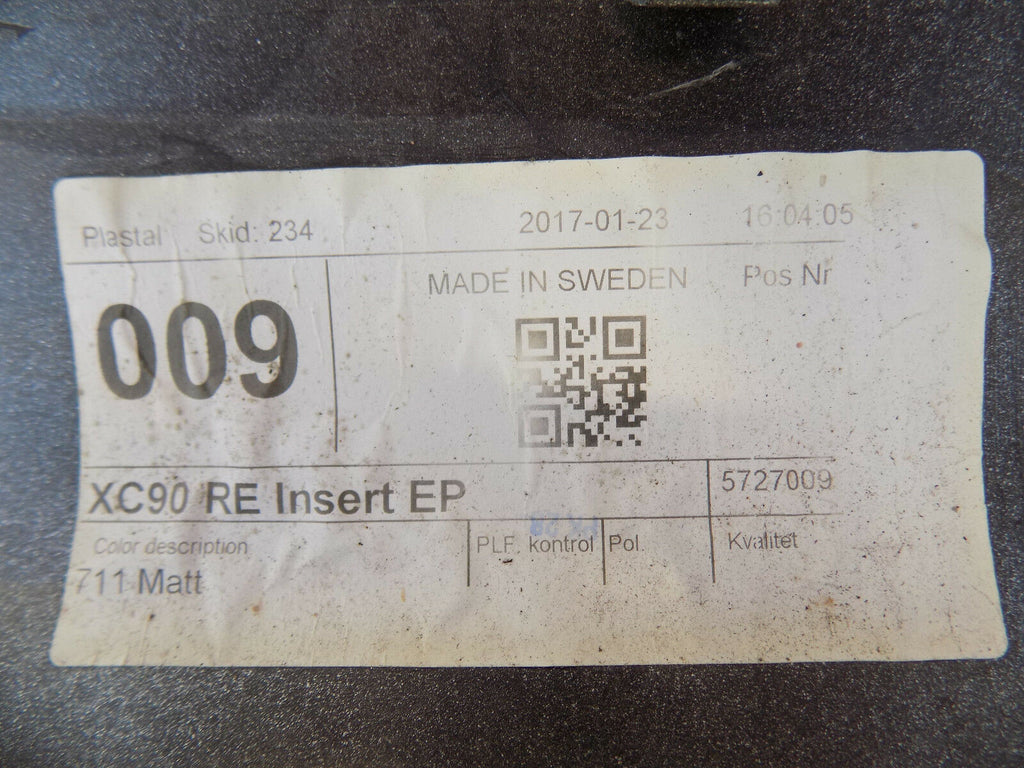 Plastal Skid: 234 2017-01-23 16:04:05
009 MADE IN SWEDEN Pos Nr
XC90 RE Insert EP 5727009
Color description PLF. kontrol Pol. Kvalitet
711 Matt